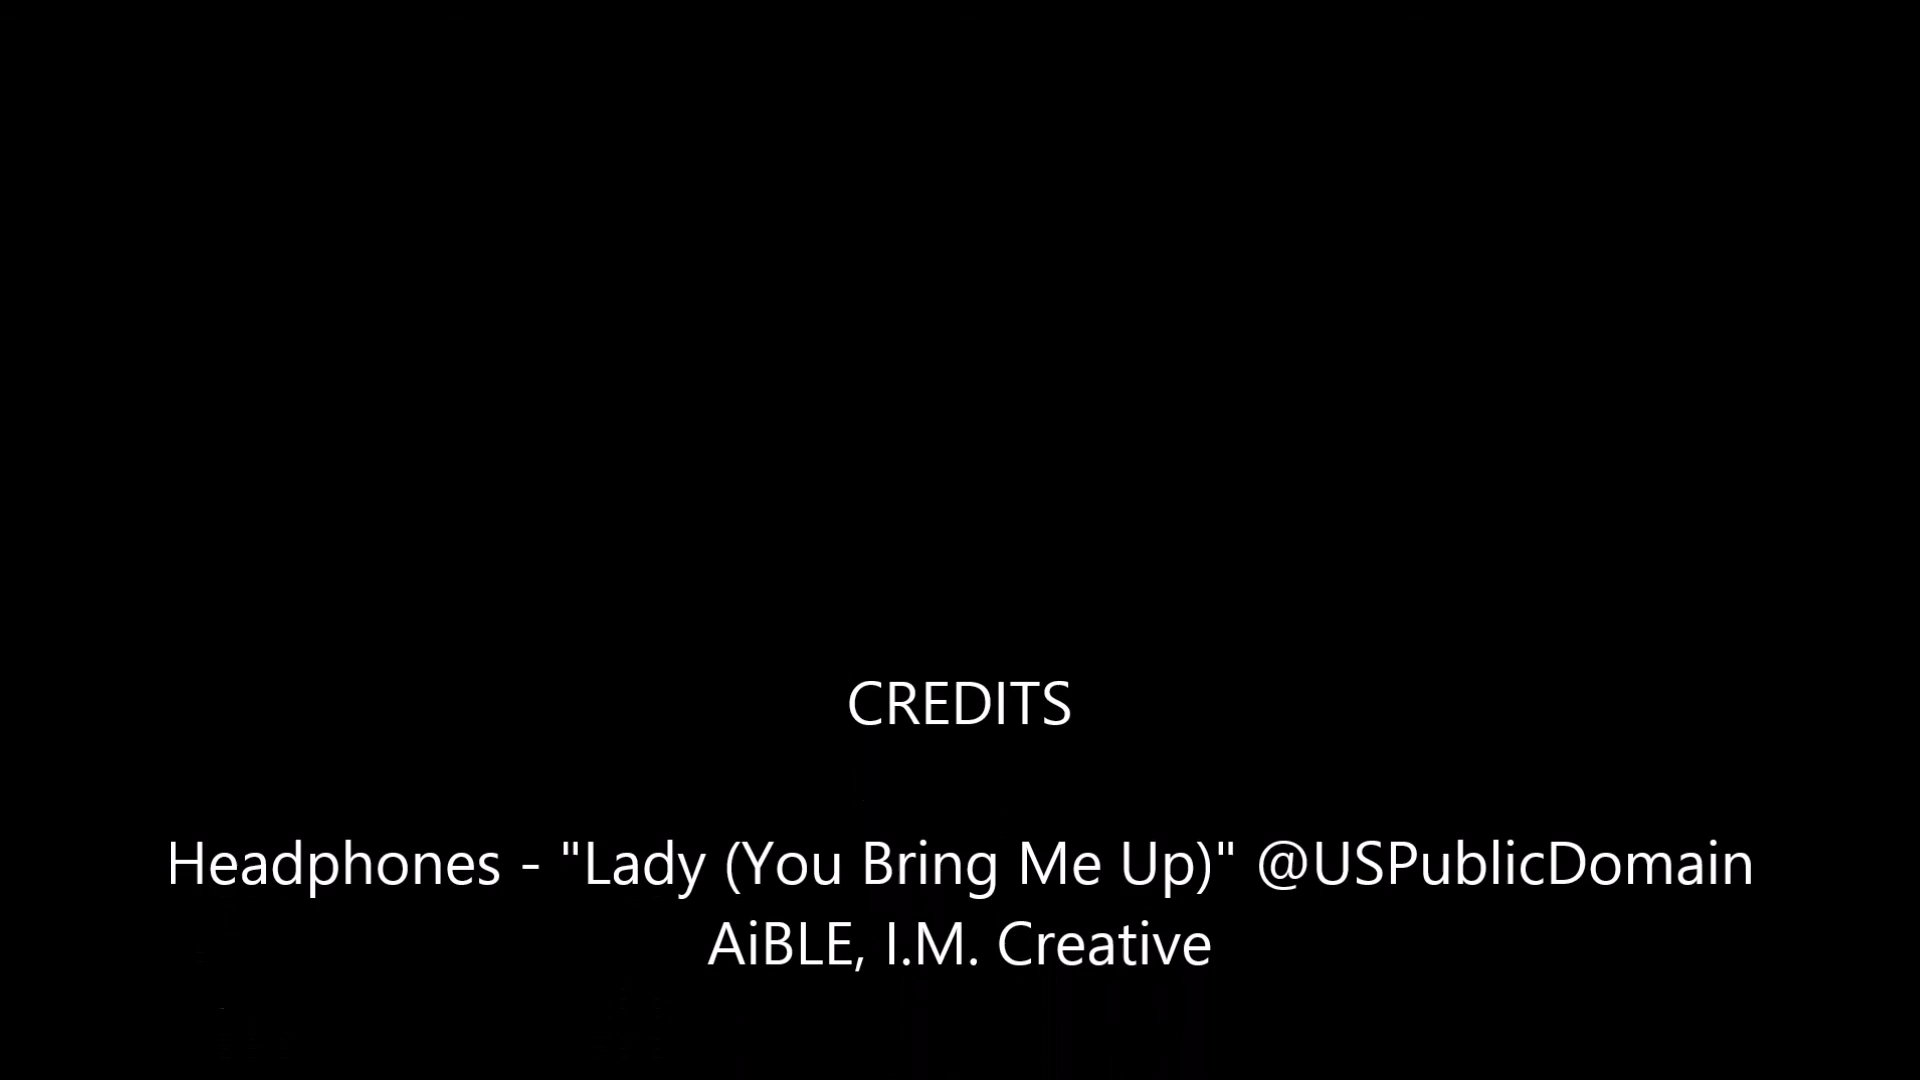 CREDITS
Headphones - "Lady (You Bring Me Up)" @USPublicDomain
AiBLE, I.M. Creative